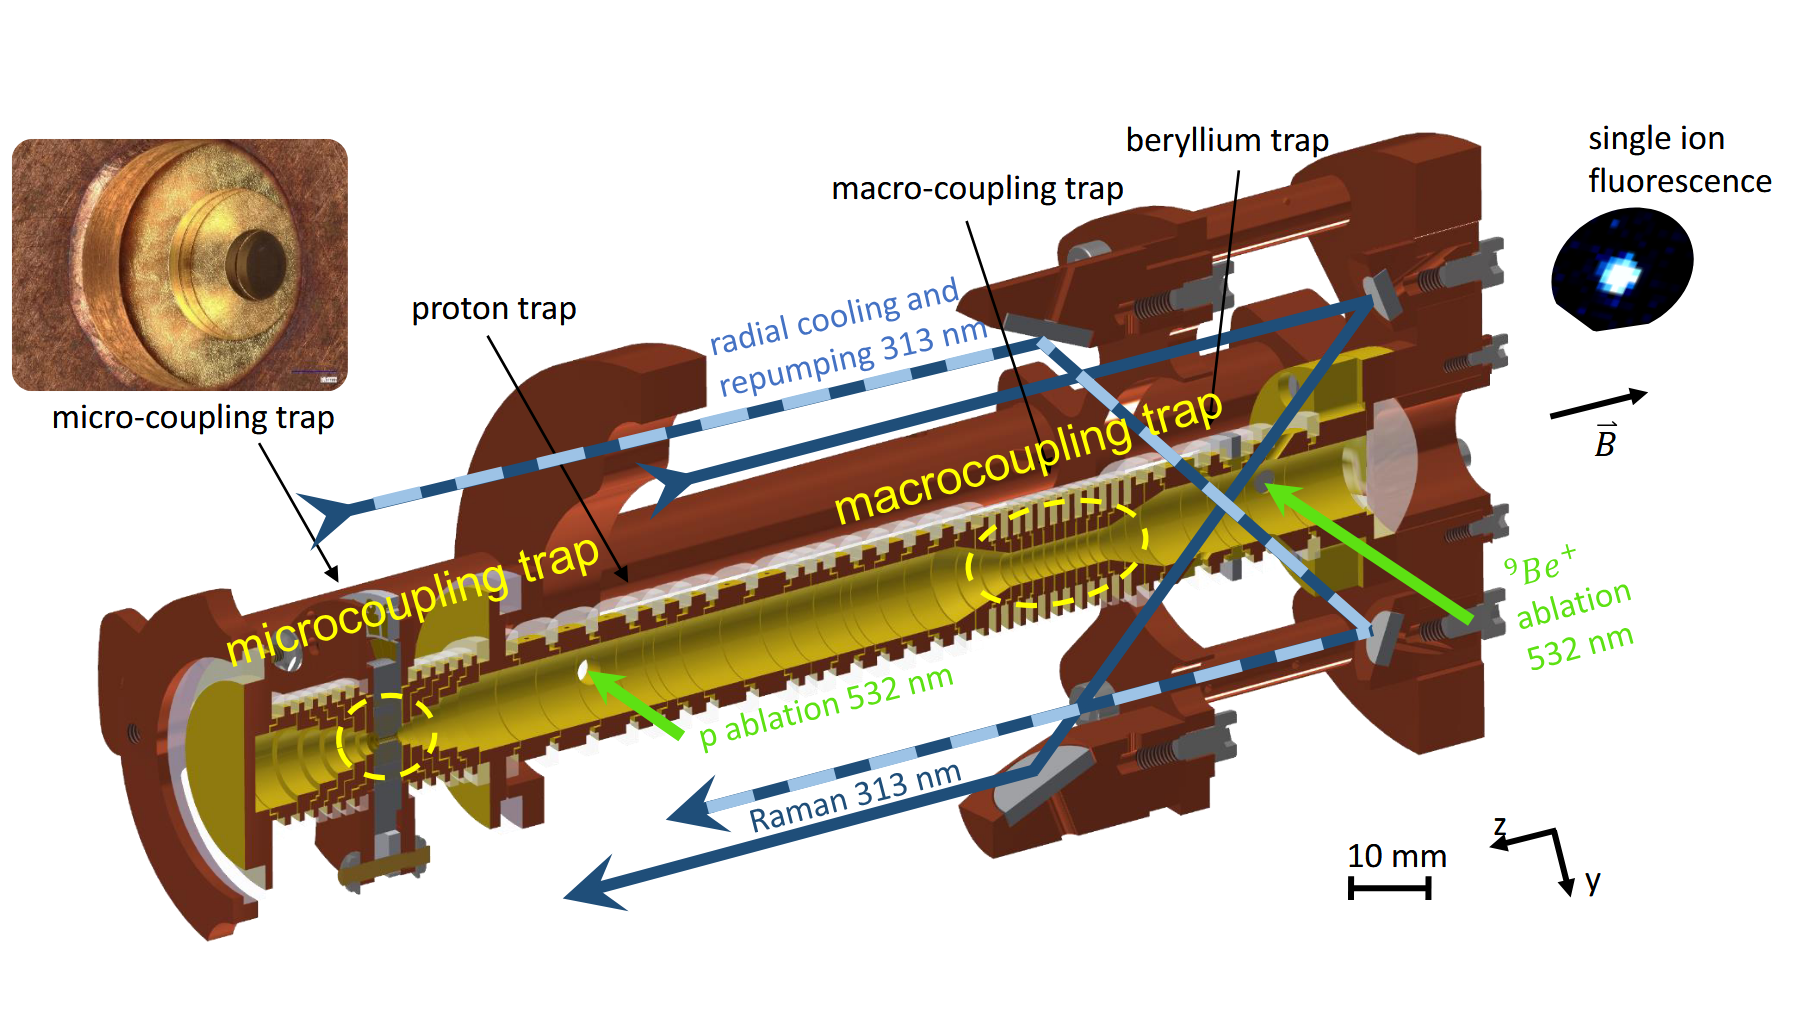 beryllium trap
single ion
fluorescence
macro-coupling trap
proton trap
radial cooling and
repumping 313 nm
micro-coupling trap
macrocoupling trap
microcoupling trap
B
⁹Be⁺
ablation
532 nm
p ablation 532 nm
Raman 313 nm
10 mm
z
y